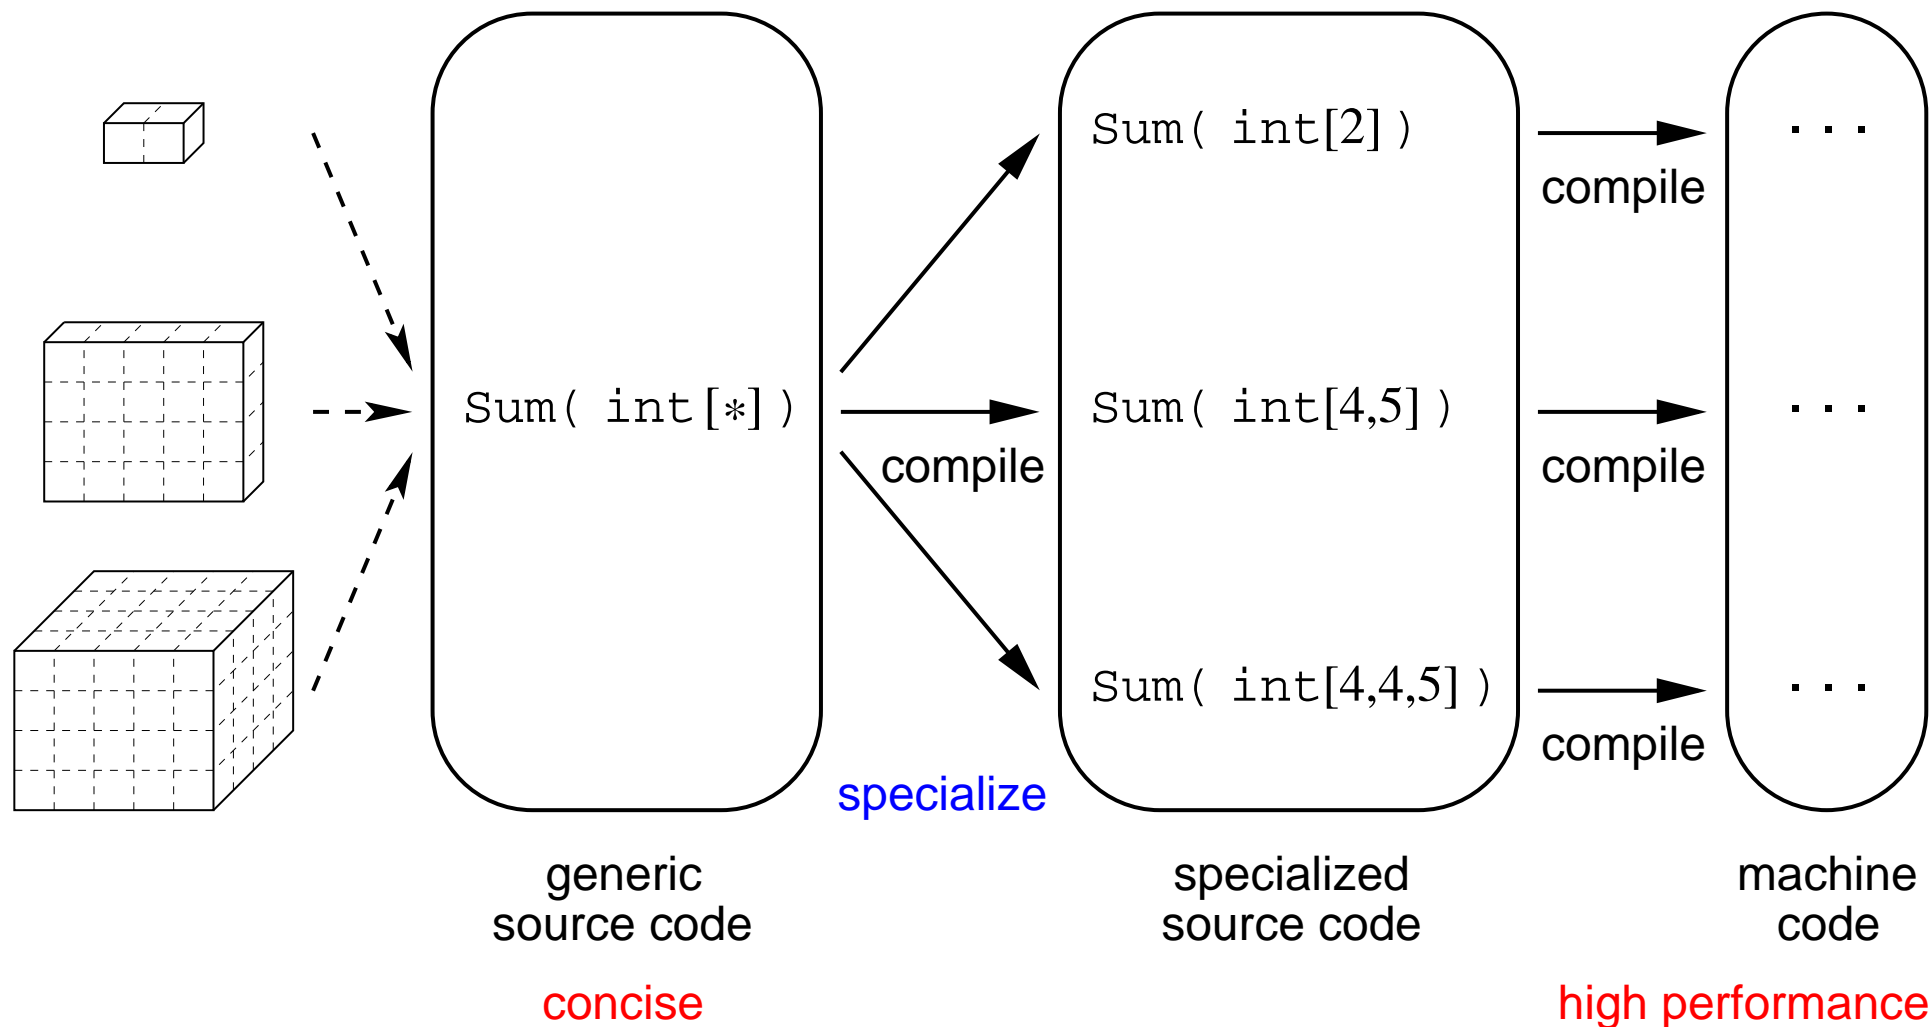 Sum( int[2] )
. . .
compile
Sum( int[*] )
Sum( int[4,5] )
. . .
compile
compile
Sum( int[4,4,5] )
. . .
compile
specialize
generic
source code
specialized
source code
machine
code
concise
high performance